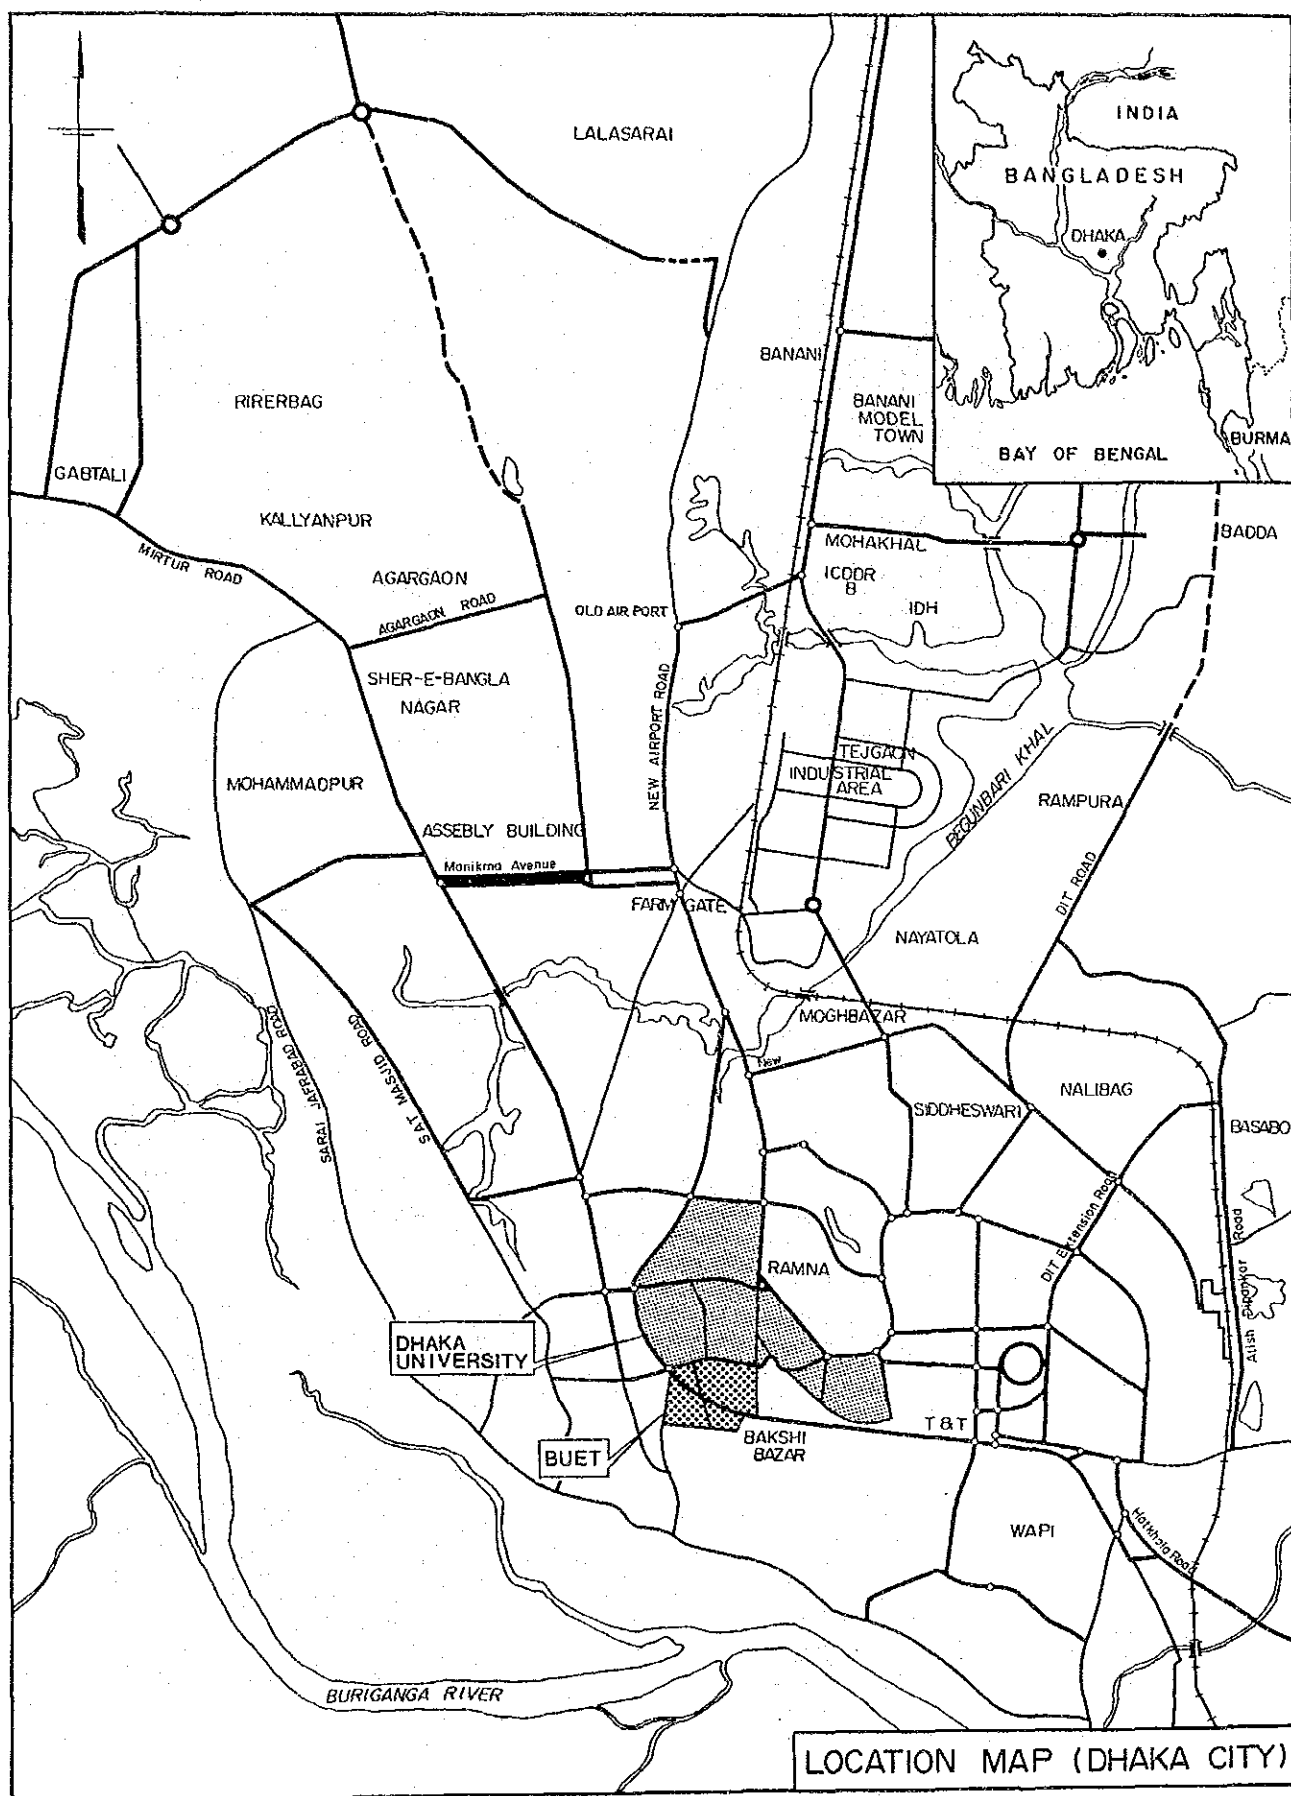 LALASARAI
INDIA
BANGLADESH
DHAKA
BAY OF BENGAL
BURMA
BANANI
BANANI
MODEL
TOWN
RIRERBAG
GABTALI
KALLYANPUR
MIRTUR ROAD
AGARGAON
AGARGAON ROAD
OLD AIR PORT
MOHAKHAL
BADDA
ICDDR
B
IDH
SHER-E-BANGLA
NAGAR
NEW AIRPORT ROAD
MOHAMMADPUR
TEJGAON
INDUSTRIAL
AREA
BEGUNBARI KHAL
RAMPURA
ASSEBLY BUILDING
Manikma Avenue
FARM GATE
DIT ROAD
NAYATOLA
MOGHBAZAR
New
SARAI JAFRABAD ROAD
SAT MASJID ROAD
SIDDHESWARI
NALIBAG
BASABO
DIT Extension Road
RAMNA
Atish Dipankar Road
DHAKA
UNIVERSITY
BUET
BAKSHI
BAZAR
T & T
WAPI
Hatkhola Road
BURIGANGA RIVER
LOCATION MAP (DHAKA CITY)